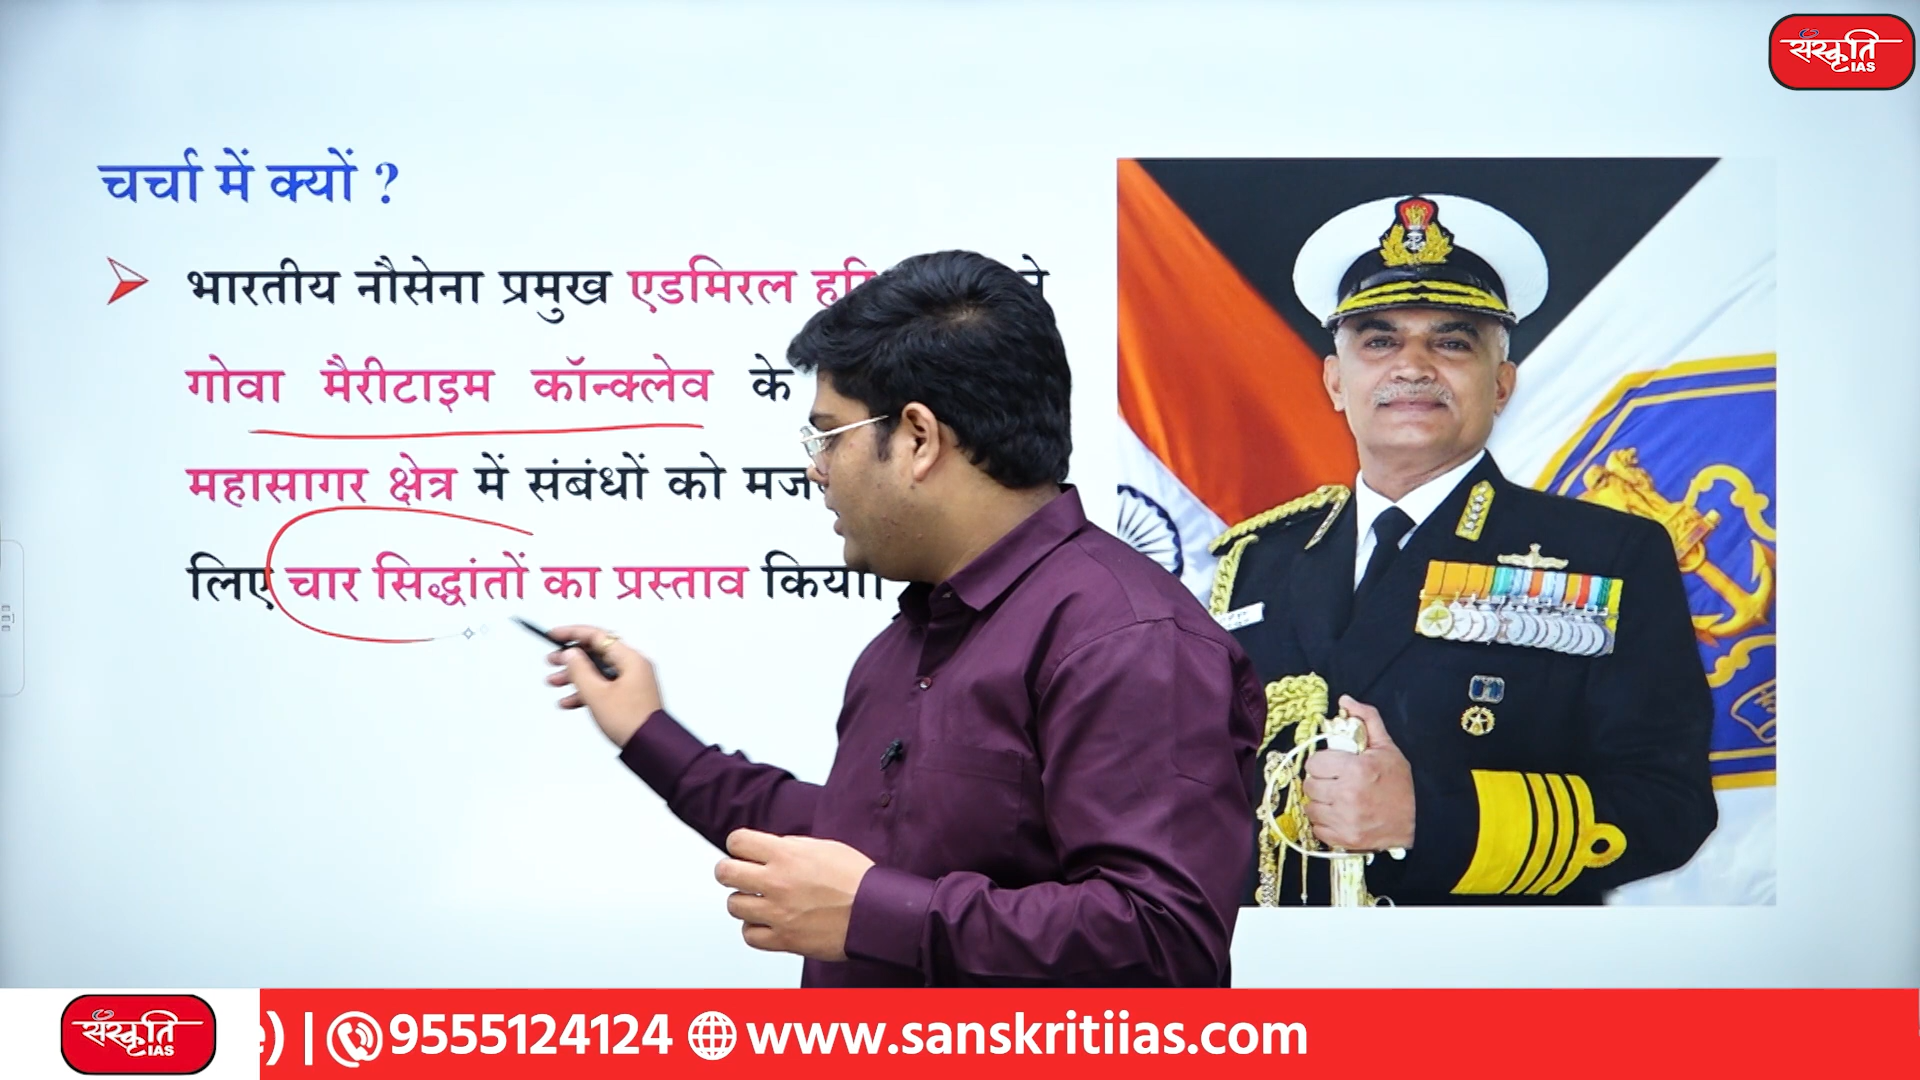 संस्कृति
IAS
चर्चा में क्यों ?
भारतीय नौसेना प्रमुख एडमिरल
गोवा मैरीटाइम कॉन्क्लेव के
महासागर क्षेत्र में संबंधों को
लिए चार सिद्धांतों का प्रस्ताव किया।
संस्कृति
IAS
| 9555124124 www.sanskritiias.com